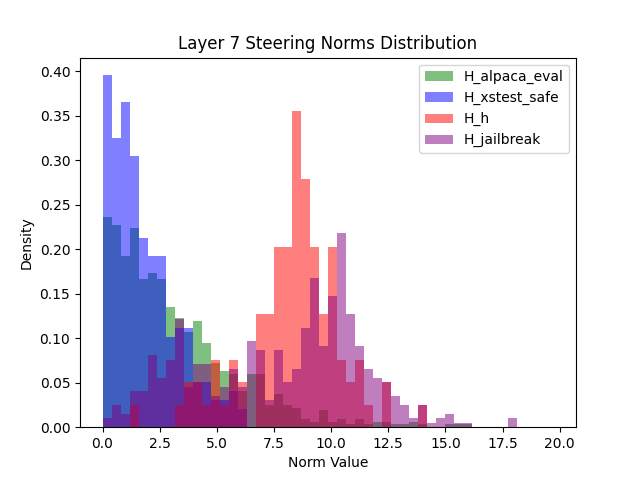 Layer 7 Steering Norms Distribution
H_alpaca_eval
H_xstest_safe
H_h
H_jailbreak
0.40
0.35
0.30
0.25
0.20
0.15
0.10
0.05
0.00
Density
0.0 2.5 5.0 7.5 10.0 12.5 15.0 17.5 20.0
Norm Value